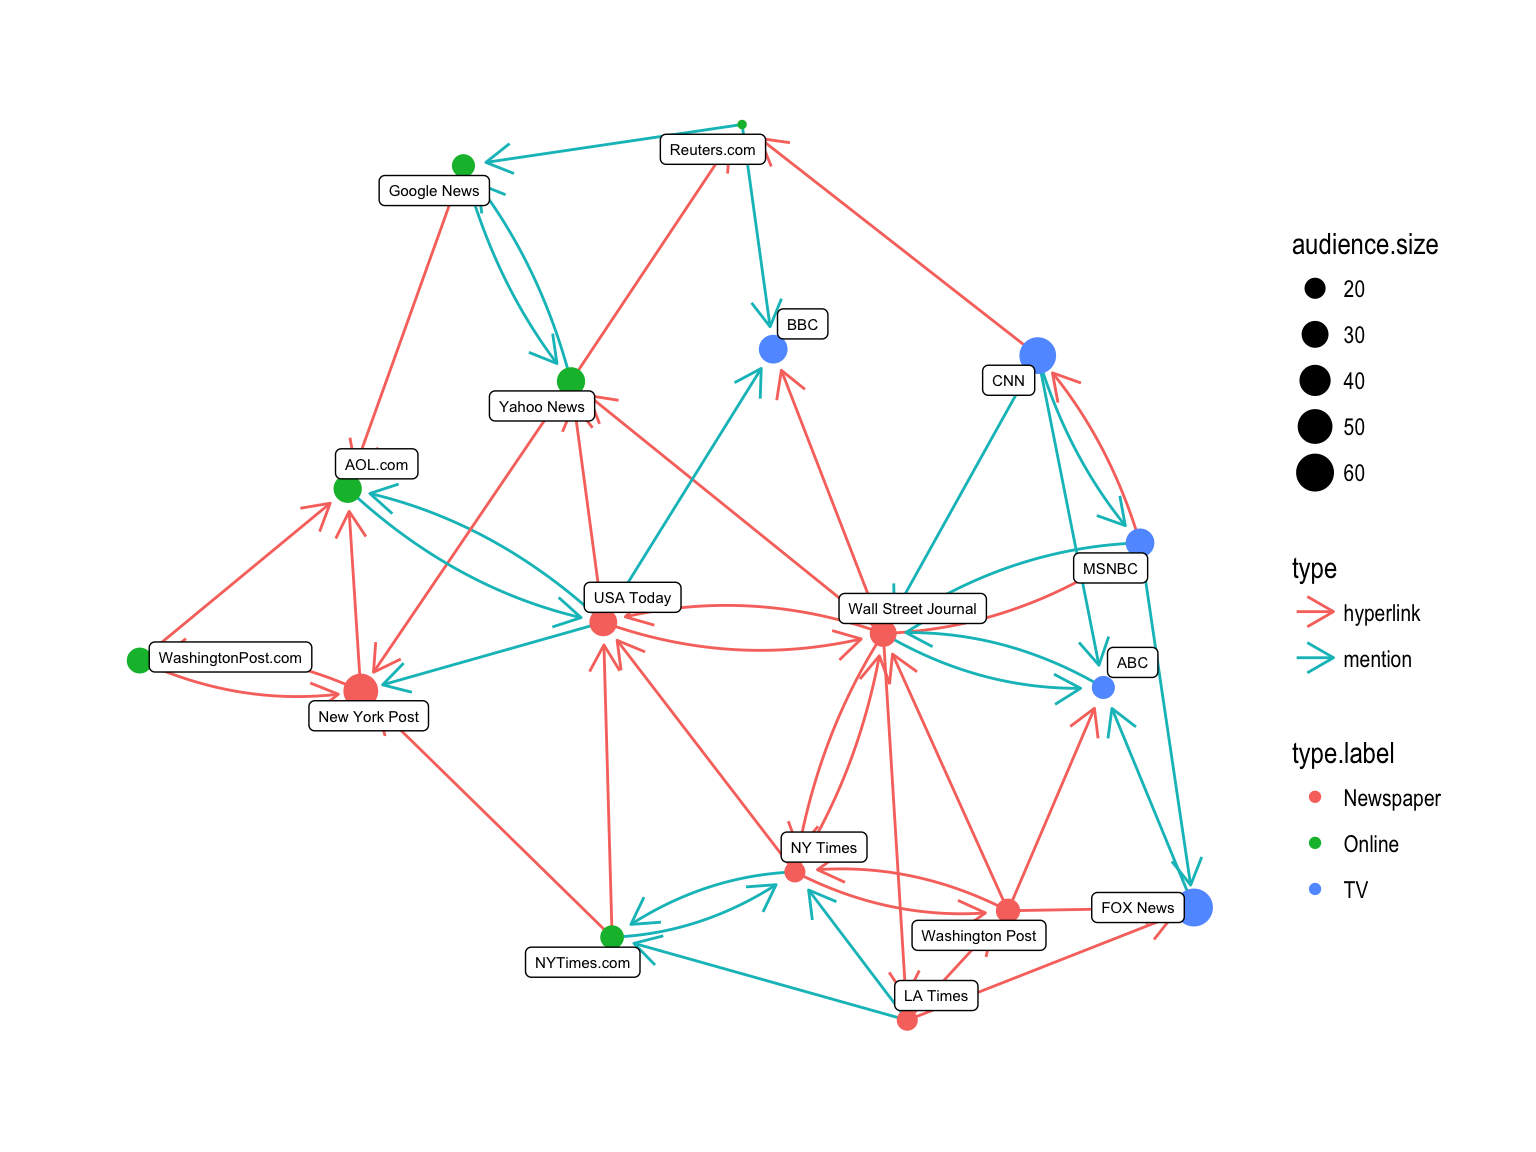 Reuters.com
Google News
BBC
CNN
Yahoo News
AOL.com
MSNBC
USA Today
Wall Street Journal
WashingtonPost.com
ABC
New York Post
NY Times
FOX News
Washington Post
NYTimes.com
LA Times
audience.size
20
30
40
50
60
type
hyperlink
mention
type.label
Newspaper
Online
TV